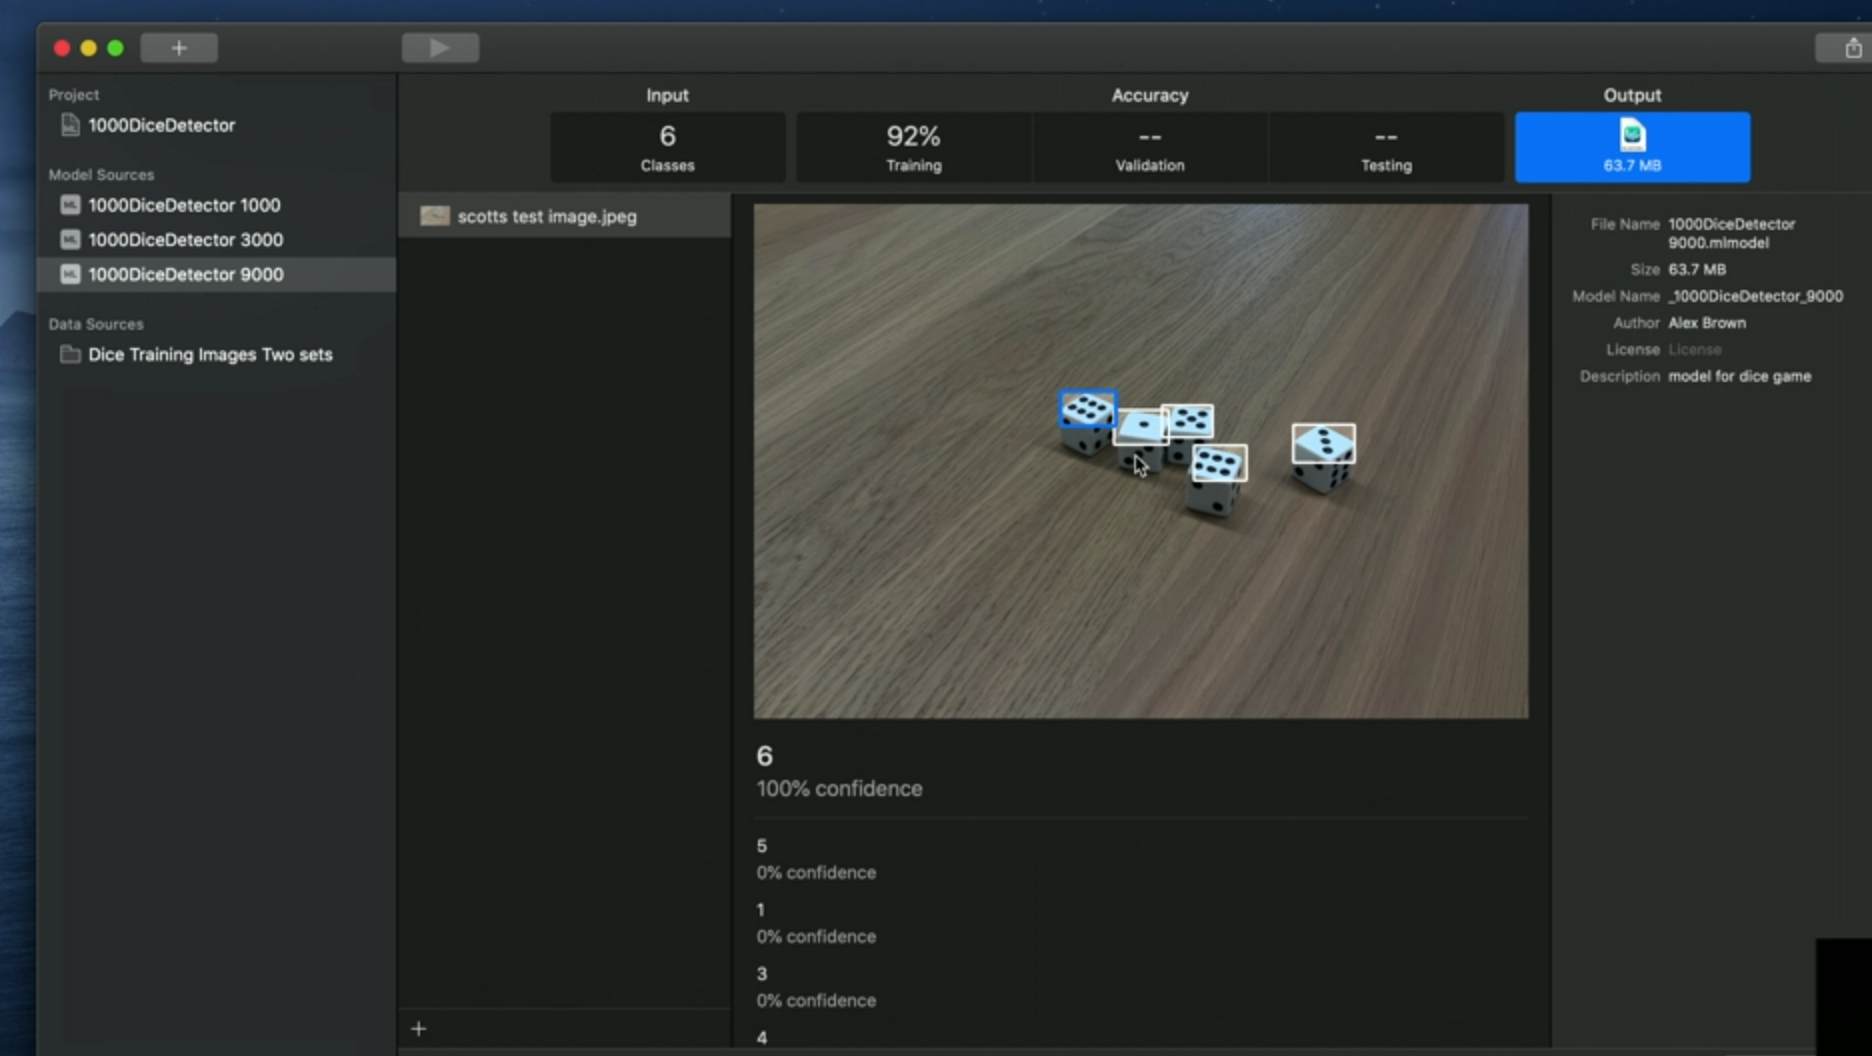 Project
1000DiceDetector
Model Sources
1000DiceDetector 1000
1000DiceDetector 3000
1000DiceDetector 9000
Data Sources
Dice Training Images Two sets
Input
6
Classes
Accuracy
92%
Training
--
Validation
--
Testing
Output
63.7 MB
scotts test image.jpeg
6
100% confidence
5
0% confidence
1
0% confidence
3
0% confidence
4
File Name 1000DiceDetector
9000.mlmodel
Size 63.7 MB
Model Name _1000DiceDetector_9000
Author Alex Brown
License License
Description model for dice game